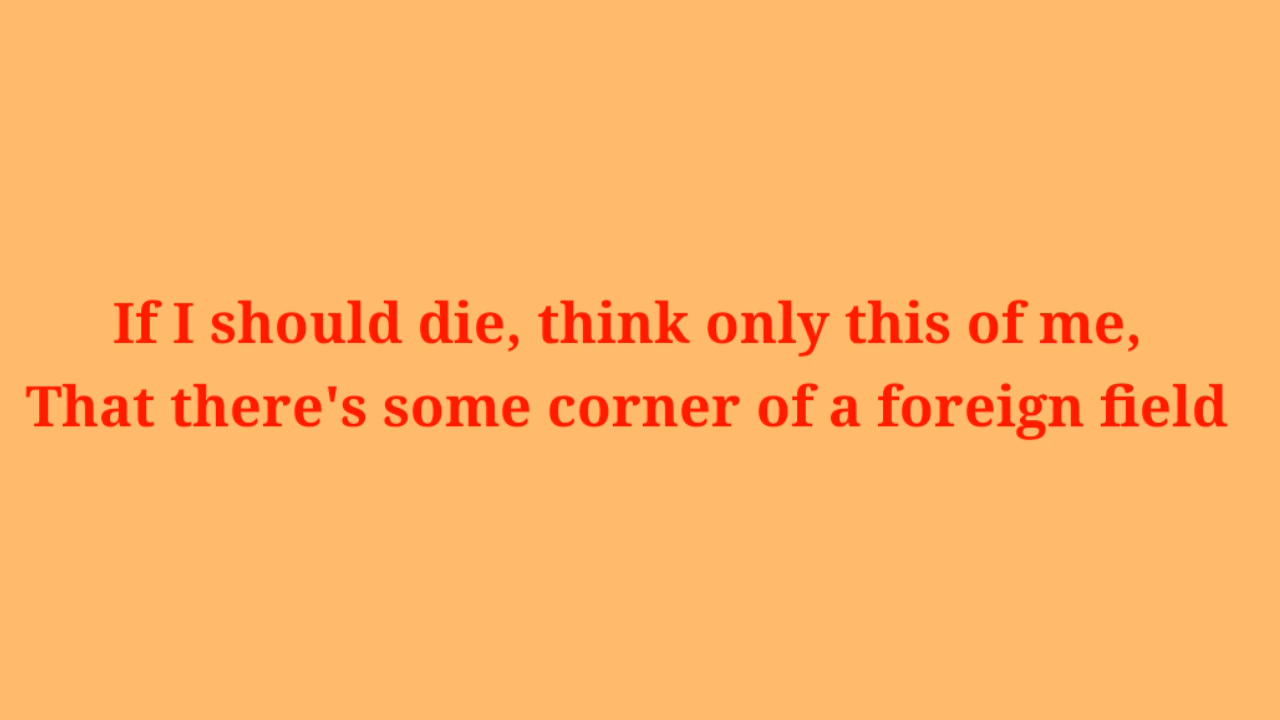 If I should die, think only this of me,
That there's some corner of a foreign field